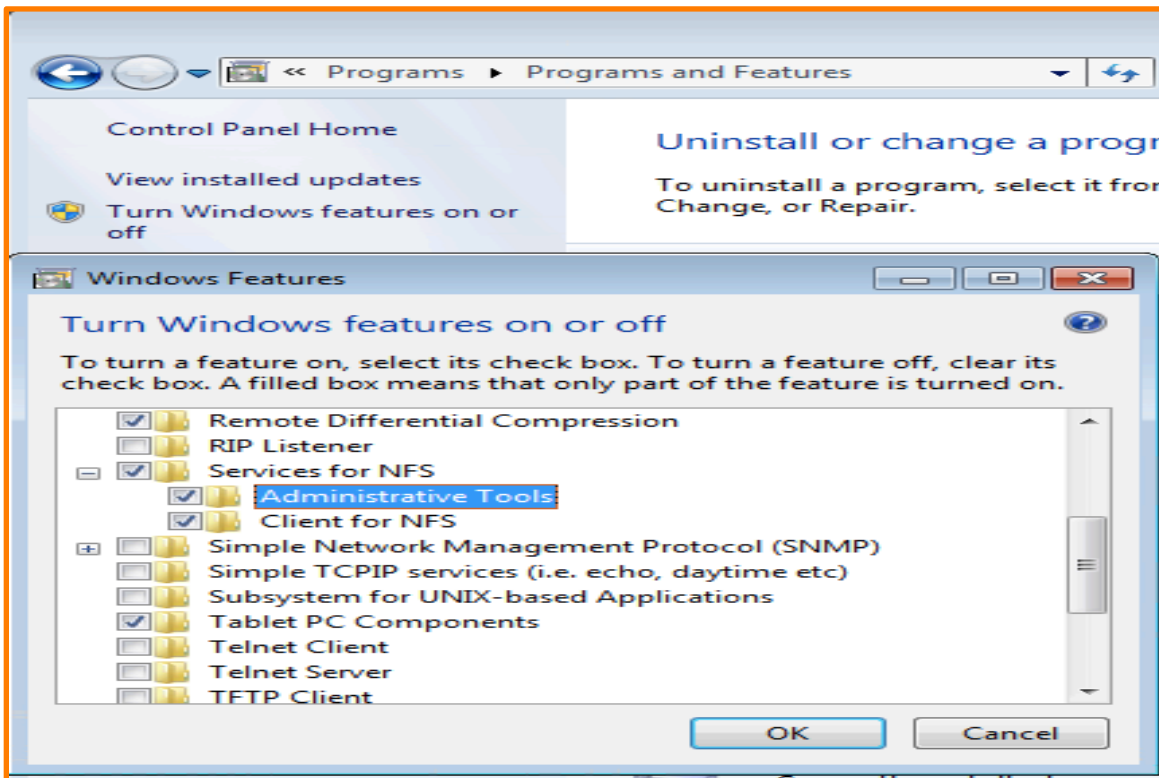 « Programs ▸ Programs and Features
Control Panel Home
Uninstall or change a progr
View installed updates
To uninstall a program, select it fror
Turn Windows features on or
Change, or Repair.
off
Windows Features
Turn Windows features on or off
To turn a feature on, select its check box. To turn a feature off, clear its
check box. A filled box means that only part of the feature is turned on.
Remote Differential Compression
RIP Listener
Services for NFS
Administrative Tools
Client for NFS
Simple Network Management Protocol (SNMP)
Simple TCPIP services (i.e. echo, daytime etc)
Subsystem for UNIX-based Applications
Tablet PC Components
Telnet Client
Telnet Server
TFTP Client
OK Cancel